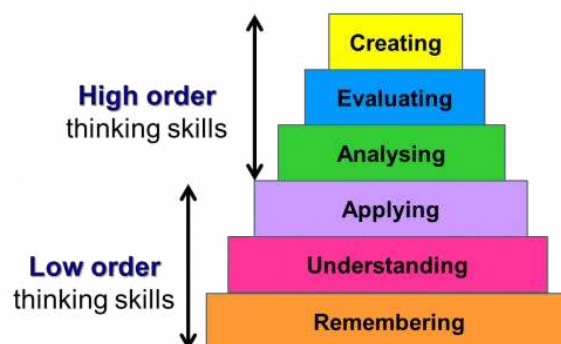 Creating
Evaluating
Analysing
Applying
Understanding
Remembering
High order
thinking skills
Low order
thinking skills